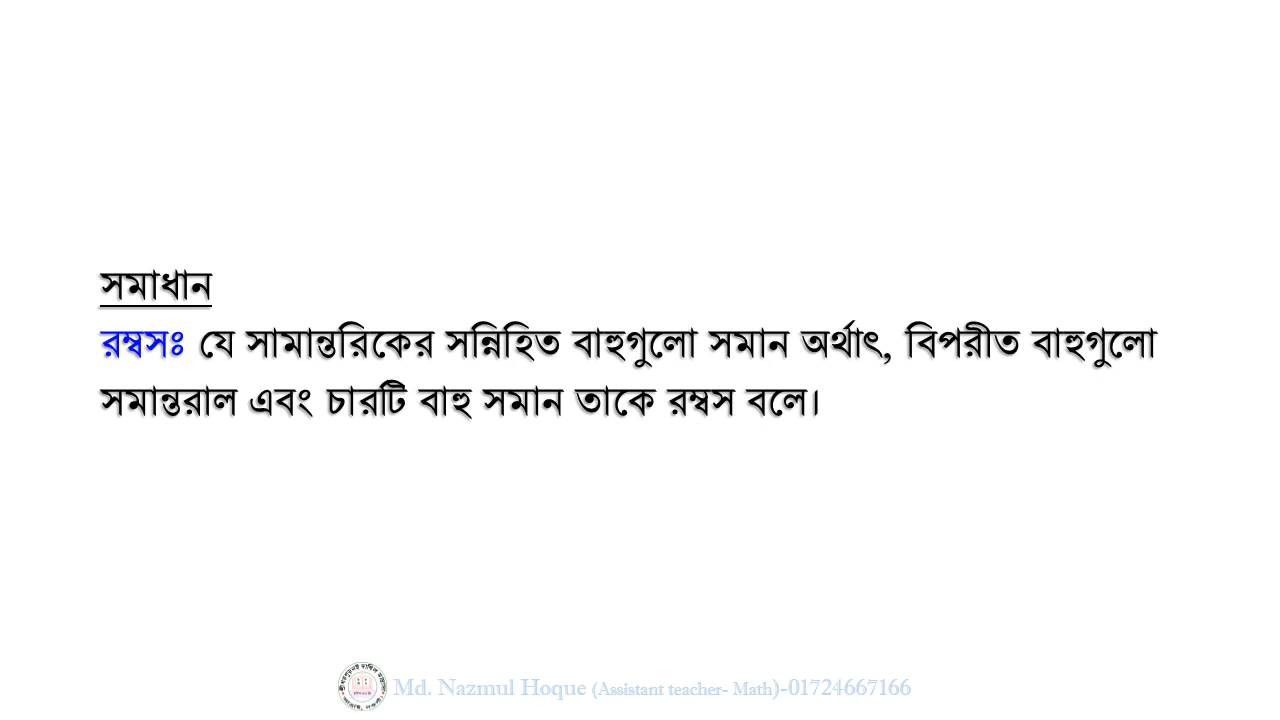 সমাধান
রম্বসঃ যে সামান্তরিকের সন্নিহিত বাহুগুলো সমান অর্থাৎ, বিপরীত বাহুগুলো
সমান্তরাল এবং চারটি বাহু সমান তাকে রম্বস বলে।
Md. Nazmul Hoque (Assistant teacher- Math)-01724667166